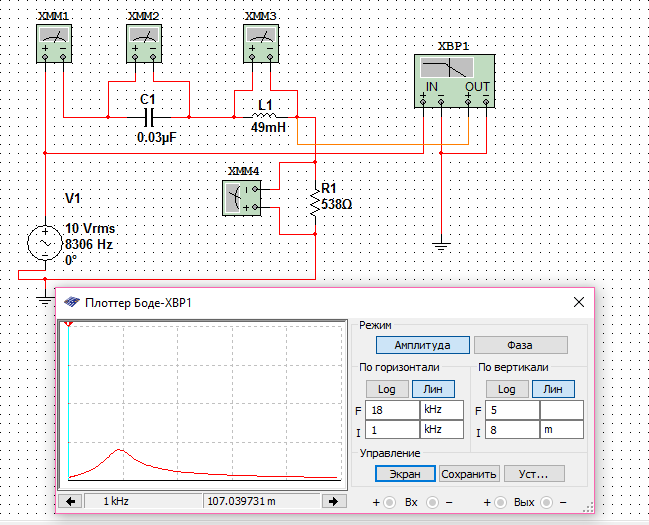 XMM1 XMM2 XMM3
XBP1
IN OUT
C1
0.03µF
L1
49mH
XMM4
R1
538Ω
V1
10 Vrms
8306 Hz
0°
Плоттер Боде-XBP1
Режим
Амплитуда Фаза
По горизонтали По вертикали
Log Лин Log Лин
F 18 kHz F 5
I 1 kHz I 8 m
Управление
Экран Сохранить Уст...
1 kHz 107.039731 m
+ Вх − + Вых −